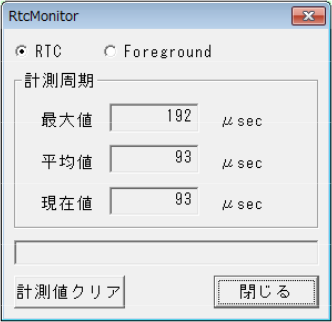 RtcMonitor
RTC Foreground
計測周期
最大値 192 μsec
平均値 93 μsec
現在値 93 μsec
計測値クリア 閉じる